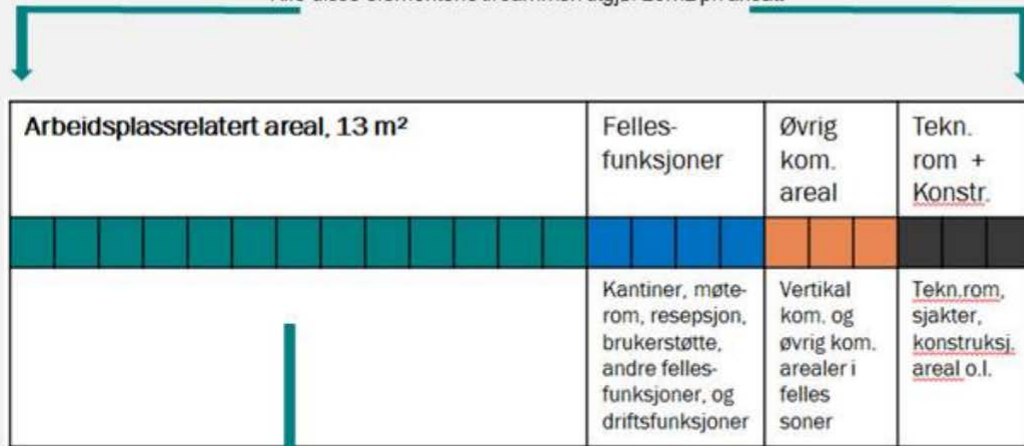 Arbeidsplassrelatert areal, 13 m²
Felles-
funksjoner
Øvrig
kom.
areal
Tekn.
rom +
Konstr.
Kantiner, møte-
rom, resepsjon,
brukerstøtte,
andre felles-
funksjoner, og
driftsfunksjoner
Vertikal
kom. og
øvrig kom.
arealer i
felles
soner
Tekn.rom,
sjakter,
konstruksj.
areal o.l.